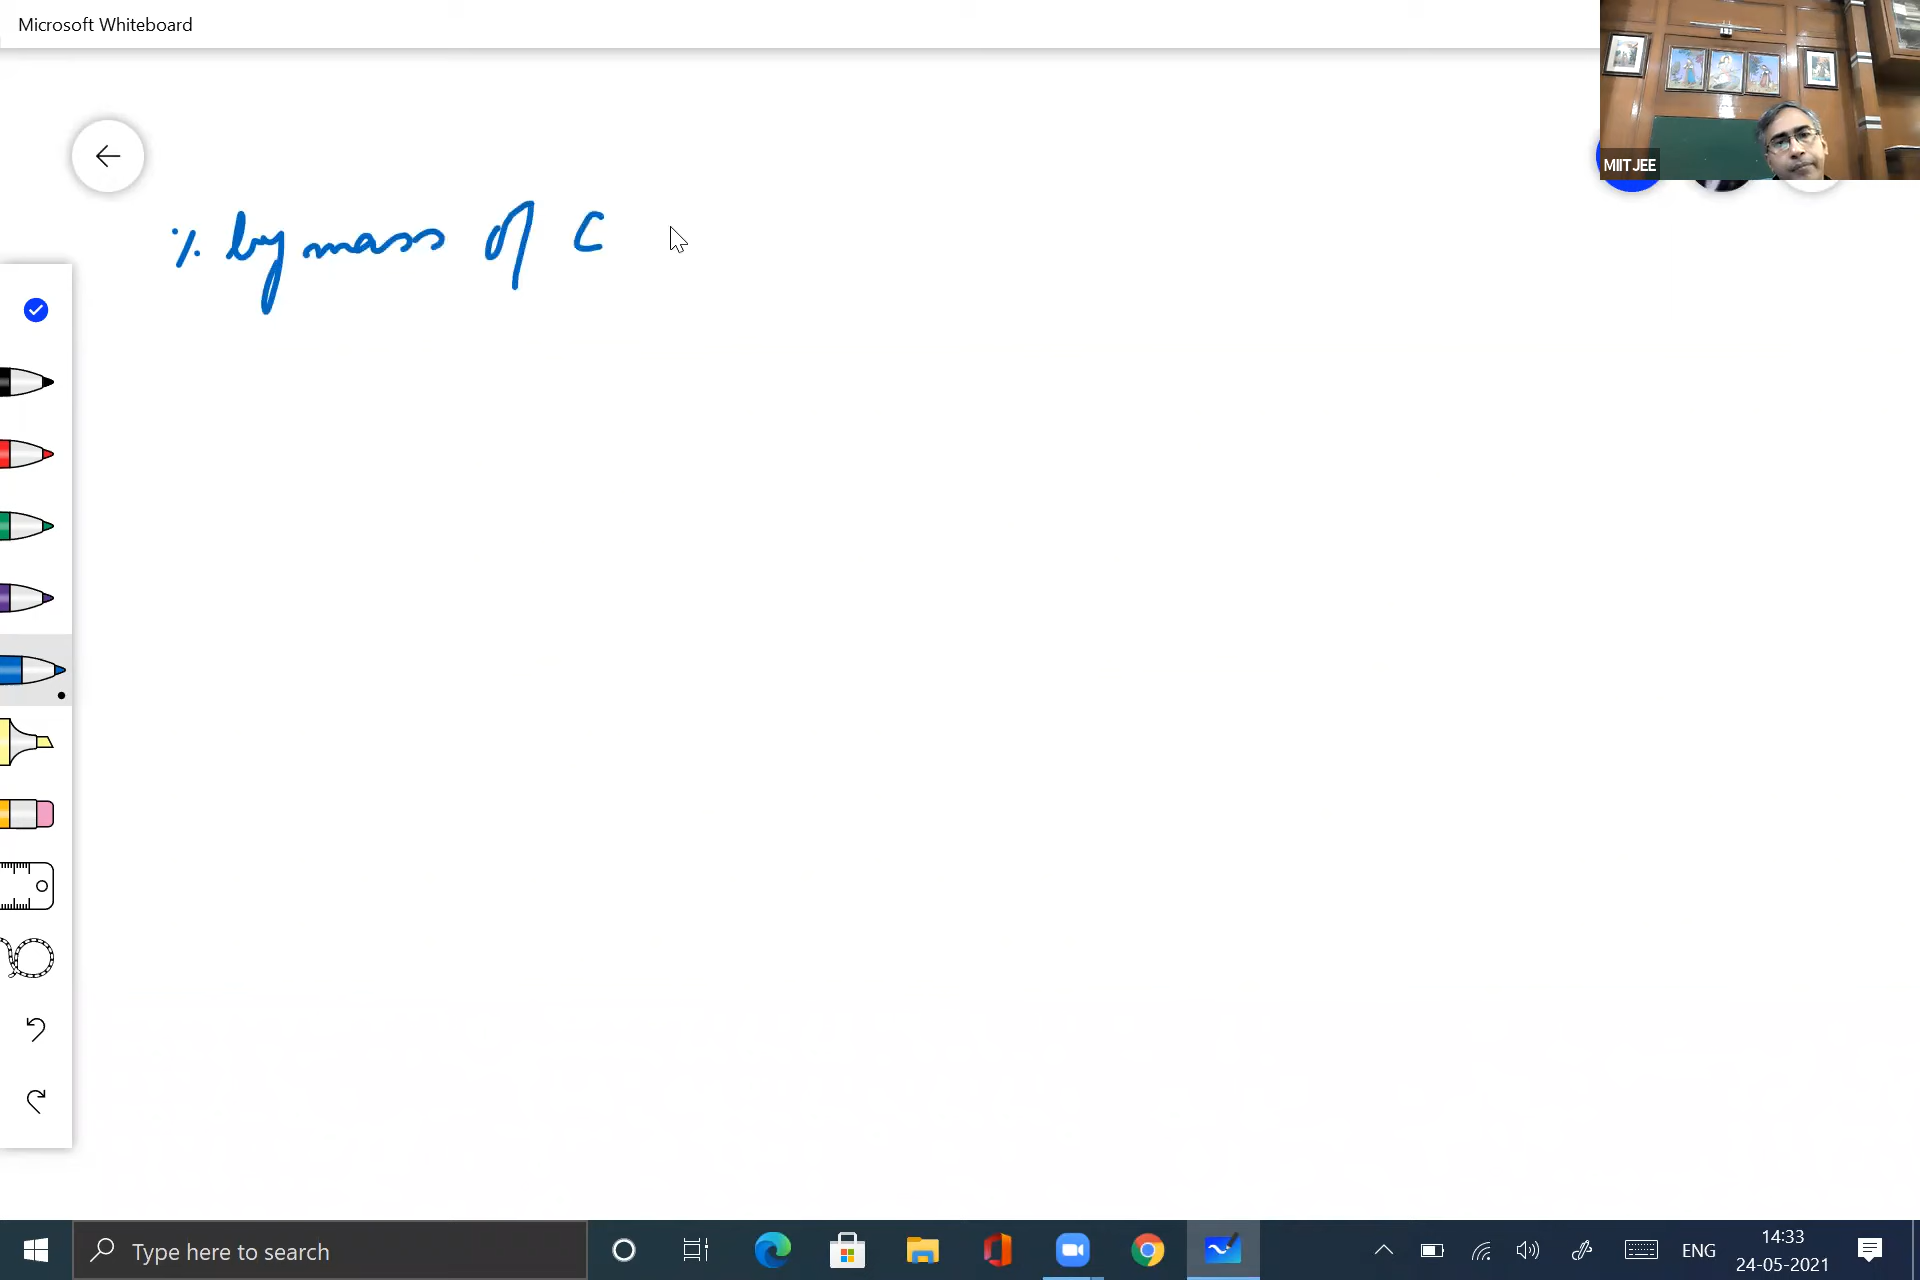 Microsoft Whiteboard
MIIT JEE
% by mass of C
Type here to search
ENG
14:33
24-05-2021